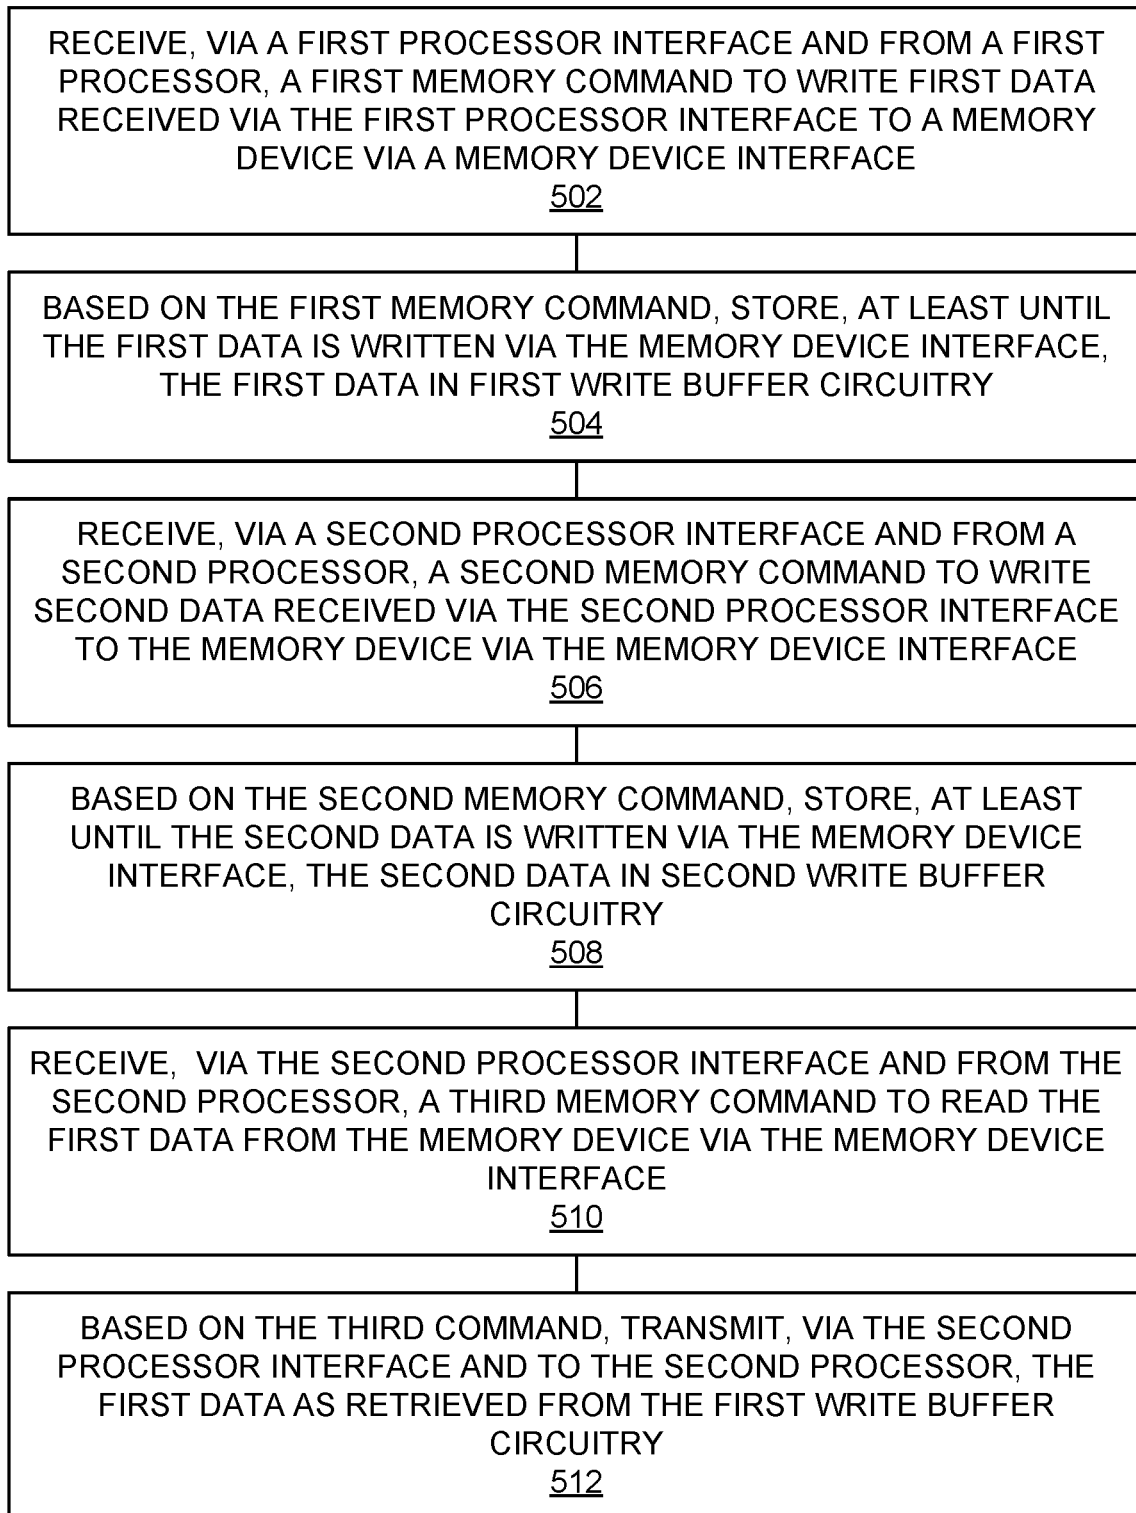 RECEIVE, VIA A FIRST PROCESSOR INTERFACE AND FROM A FIRST
PROCESSOR, A FIRST MEMORY COMMAND TO WRITE FIRST DATA
RECEIVED VIA THE FIRST PROCESSOR INTERFACE TO A MEMORY
DEVICE VIA A MEMORY DEVICE INTERFACE
502
BASED ON THE FIRST MEMORY COMMAND, STORE, AT LEAST UNTIL
THE FIRST DATA IS WRITTEN VIA THE MEMORY DEVICE INTERFACE,
THE FIRST DATA IN FIRST WRITE BUFFER CIRCUITRY
504
RECEIVE, VIA A SECOND PROCESSOR INTERFACE AND FROM A
SECOND PROCESSOR, A SECOND MEMORY COMMAND TO WRITE
SECOND DATA RECEIVED VIA THE SECOND PROCESSOR INTERFACE
TO THE MEMORY DEVICE VIA THE MEMORY DEVICE INTERFACE
506
BASED ON THE SECOND MEMORY COMMAND, STORE, AT LEAST
UNTIL THE SECOND DATA IS WRITTEN VIA THE MEMORY DEVICE
INTERFACE, THE SECOND DATA IN SECOND WRITE BUFFER
CIRCUITRY
508
RECEIVE, VIA THE SECOND PROCESSOR INTERFACE AND FROM THE
SECOND PROCESSOR, A THIRD MEMORY COMMAND TO READ THE
FIRST DATA FROM THE MEMORY DEVICE VIA THE MEMORY DEVICE
INTERFACE
510
BASED ON THE THIRD COMMAND, TRANSMIT, VIA THE SECOND
PROCESSOR INTERFACE AND TO THE SECOND PROCESSOR, THE
FIRST DATA AS RETRIEVED FROM THE FIRST WRITE BUFFER
CIRCUITRY
512